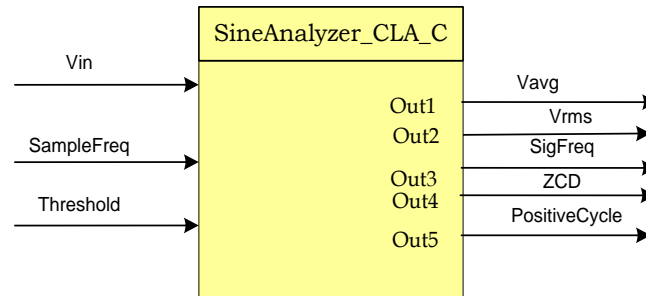 SineAnalyzer_CLA_C
Vin
SampleFreq
Threshold
Out1
Out2
Out3
Out4
Out5
Vavg
Vrms
SigFreq
ZCD
PositiveCycle